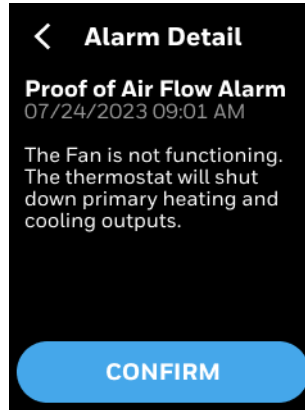 Alarm Detail
Proof of Air Flow Alarm
07/24/2023 09:01 AM
The Fan is not functioning.
The thermostat will shut
down primary heating and
cooling outputs.
CONFIRM